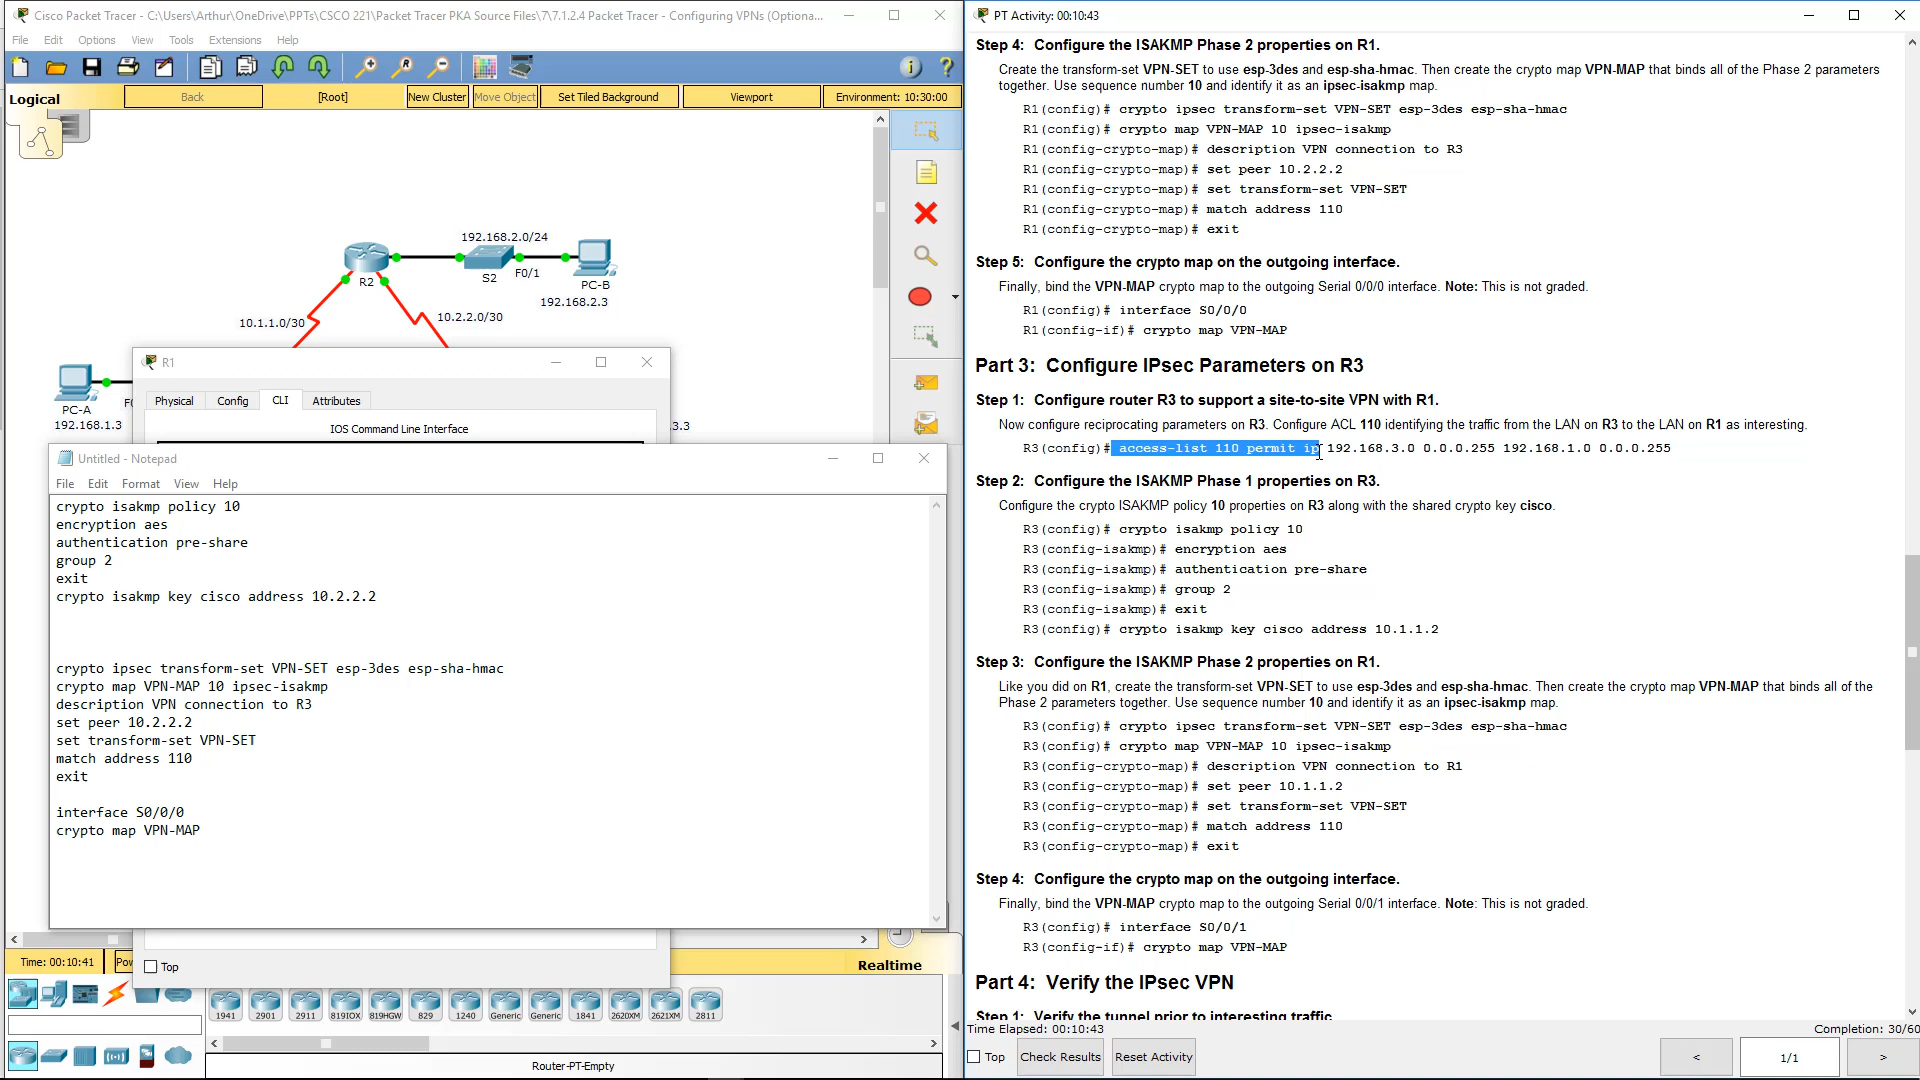 Cisco Packet Tracer - C:\Users\Arthur\OneDrive\PPTs\CSCO 221\Packet Tracer PKA Source Files\7\7.1.2.4 Packet Tracer - Configuring VPNs (Optiona...
File Edit Options View Tools Extensions Help
Logical
Back
[Root]
New Cluster
Move Object
Set Tiled Background
Viewport
Environment: 10:30:00
192.168.2.0/24
R2
S2
F0/1
PC-B
192.168.2.3
10.1.1.0/30
10.2.2.0/30
PC-A
192.168.1.3
R1
Physical Config CLI Attributes
IOS Command Line Interface
Untitled - Notepad
File Edit Format View Help
crypto isakmp policy 10
encryption aes
authentication pre-share
group 2
exit
crypto isakmp key cisco address 10.2.2.2
crypto ipsec transform-set VPN-SET esp-3des esp-sha-hmac
crypto map VPN-MAP 10 ipsec-isakmp
description VPN connection to R3
set peer 10.2.2.2
set transform-set VPN-SET
match address 110
exit
interface S0/0/0
crypto map VPN-MAP
Top
Time: 00:10:41
Realtime
1941 2901 2911 819IOX 819HGW 829 1240 Generic Generic 1841 2620XM 2621XM 2811
Router-PT-Empty
PT Activity: 00:10:43
Step 4: Configure the ISAKMP Phase 2 properties on R1.
Create the transform-set VPN-SET to use esp-3des and esp-sha-hmac. Then create the crypto map VPN-MAP that binds all of the Phase 2 parameters
together. Use sequence number 10 and identify it as an ipsec-isakmp map.
R1(config)# crypto ipsec transform-set VPN-SET esp-3des esp-sha-hmac
R1(config)# crypto map VPN-MAP 10 ipsec-isakmp
R1(config-crypto-map)# description VPN connection to R3
R1(config-crypto-map)# set peer 10.2.2.2
R1(config-crypto-map)# set transform-set VPN-SET
R1(config-crypto-map)# match address 110
R1(config-crypto-map)# exit
Step 5: Configure the crypto map on the outgoing interface.
Finally, bind the VPN-MAP crypto map to the outgoing Serial 0/0/0 interface. Note: This is not graded.
R1(config)# interface S0/0/0
R1(config-if)# crypto map VPN-MAP
Part 3: Configure IPsec Parameters on R3
Step 1: Configure router R3 to support a site-to-site VPN with R1.
Now configure reciprocating parameters on R3. Configure ACL 110 identifying the traffic from the LAN on R3 to the LAN on R1 as interesting.
R3(config)# access-list 110 permit ip 192.168.3.0 0.0.0.255 192.168.1.0 0.0.0.255
Step 2: Configure the ISAKMP Phase 1 properties on R3.
Configure the crypto ISAKMP policy 10 properties on R3 along with the shared crypto key cisco.
R3(config)# crypto isakmp policy 10
R3(config-isakmp)# encryption aes
R3(config-isakmp)# authentication pre-share
R3(config-isakmp)# group 2
R3(config-isakmp)# exit
R3(config)# crypto isakmp key cisco address 10.1.1.2
Step 3: Configure the ISAKMP Phase 2 properties on R1.
Like you did on R1, create the transform-set VPN-SET to use esp-3des and esp-sha-hmac. Then create the crypto map VPN-MAP that binds all of the
Phase 2 parameters together. Use sequence number 10 and identify it as an ipsec-isakmp map.
R3(config)# crypto ipsec transform-set VPN-SET esp-3des esp-sha-hmac
R3(config)# crypto map VPN-MAP 10 ipsec-isakmp
R3(config-crypto-map)# description VPN connection to R1
R3(config-crypto-map)# set peer 10.1.1.2
R3(config-crypto-map)# set transform-set VPN-SET
R3(config-crypto-map)# match address 110
R3(config-crypto-map)# exit
Step 4: Configure the crypto map on the outgoing interface.
Finally, bind the VPN-MAP crypto map to the outgoing Serial 0/0/1 interface. Note: This is not graded.
R3(config)# interface S0/0/1
R3(config-if)# crypto map VPN-MAP
Part 4: Verify the IPsec VPN
Step 1: Verify the tunnel prior to interesting traffic
Time Elapsed: 00:10:43
Completion: 30/60
Top
Check Results
Reset Activity
<
1/1
>